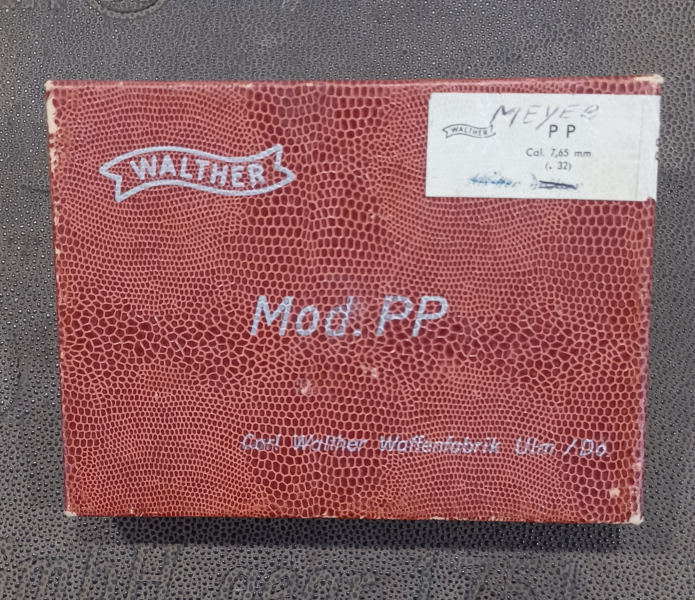 WALTHER
MEYER
WALTHER
PP
Cal. 7,65 mm
(. 32)
Mod. PP
Carl Walther Waffenfabrik Ulm /Do